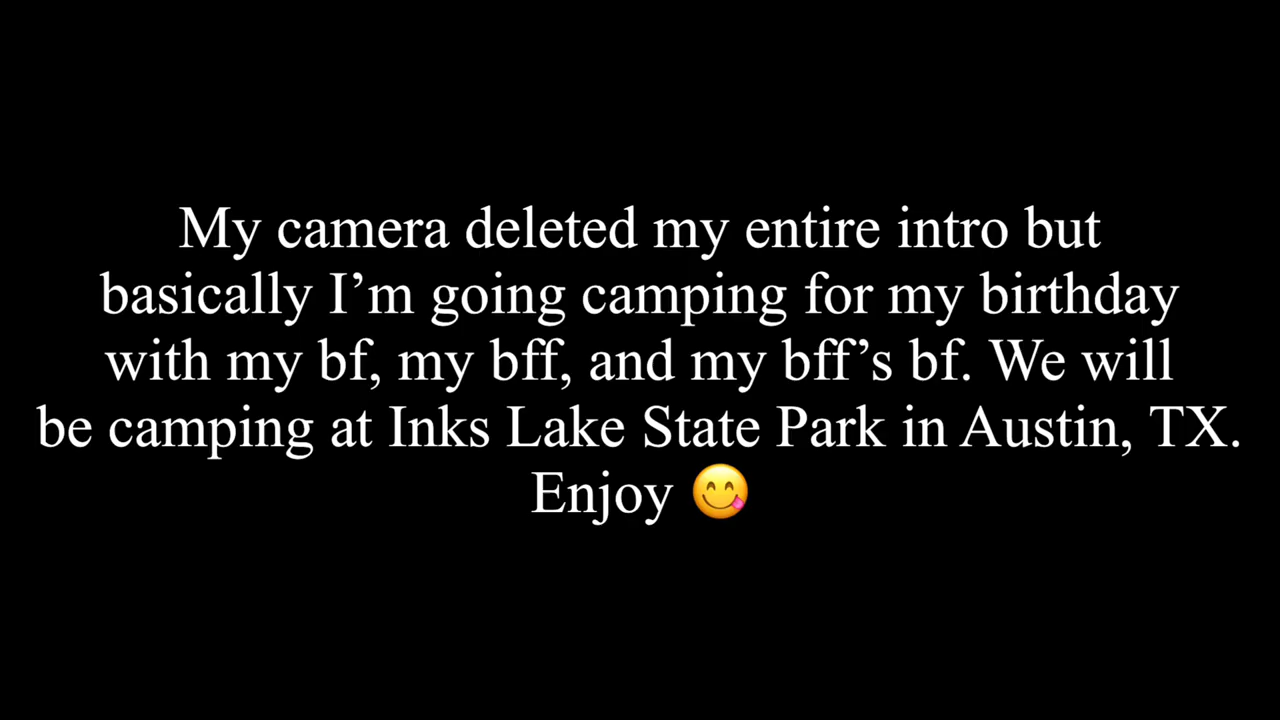 My camera deleted my entire intro but
basically I’m going camping for my birthday
with my bf, my bff, and my bff’s bf. We will
be camping at Inks Lake State Park in Austin, TX.
Enjoy 😋